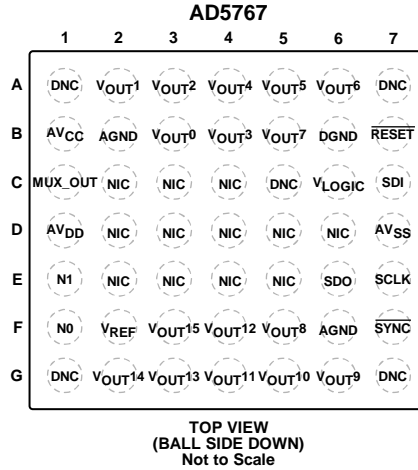 AD5767
1 2 3 4 5 6 7
A DNC VOUT1 VOUT2 VOUT4 VOUT5 VOUT6 DNC
B AVCC AGND VOUT0 VOUT3 VOUT7 DGND RESET
C MUX_OUT NIC NIC NIC DNC VLOGIC SDI
D AVDD NIC NIC NIC NIC NIC AVSS
E N1 NIC NIC NIC NIC SDO SCLK
F N0 VREF VOUT15 VOUT12 VOUT8 AGND SYNC
G DNC VOUT14 VOUT13 VOUT11 VOUT10 VOUT9 DNC
TOP VIEW
(BALL SIDE DOWN)
Not to Scale